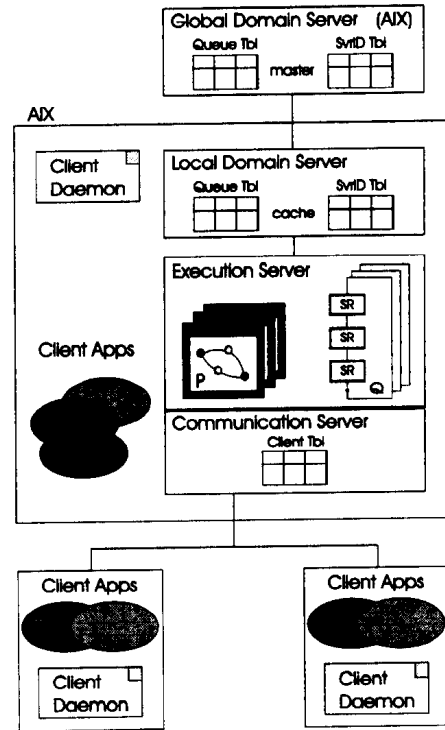 Global Domain Server (AIX)
Queue Tbl SvrID Tbl
master
AIX
Client
Daemon
Local Domain Server
Queue Tbl SvrID Tbl
cache
Execution Server
SR
SR
SR
P
Q
Client Apps
Communication Server
Client Tbl
Client Apps
Client
Daemon
Client Apps
Client
Daemon